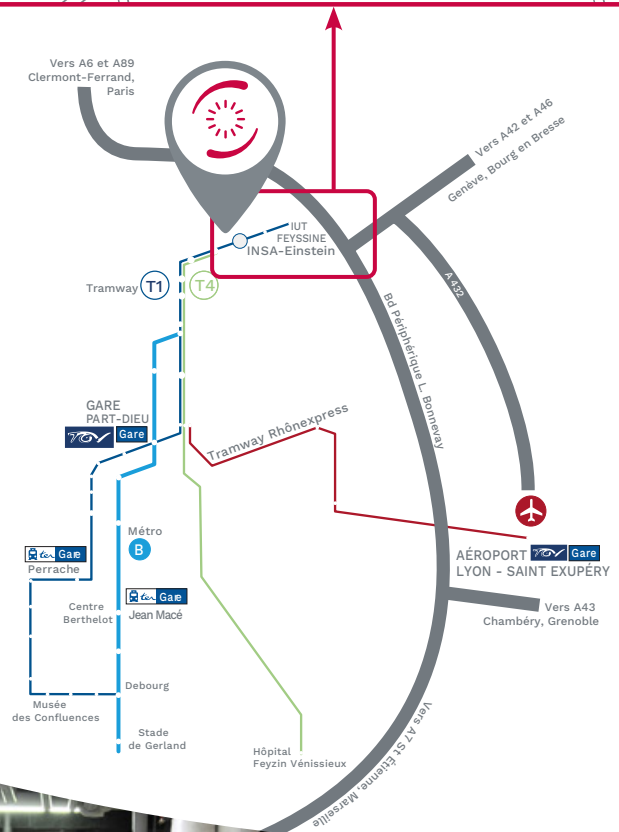 Vers A6 et A89
Clermont-Ferrand,
Paris
Vers A42 et A46
Genève, Bourg en Bresse
IUT
FEYSSINE
INSA-Einstein
Tramway T1 T4
A 432
Bd Périphérique L. Bonnevay
GARE
PART-DIEU
TGV Gare
Tramway Rhônexpress
Métro
B
ter Gare
Perrache
AÉROPORT TGV Gare
LYON - SAINT EXUPÉRY
ter Gare
Jean Macé
Centre
Berthelot
Vers A43
Chambéry, Grenoble
Debourg
Musée
des Confluences
Stade
de Gerland
Hôpital
Feyzin Vénissieux
Vers A7 St Étienne, Marseille